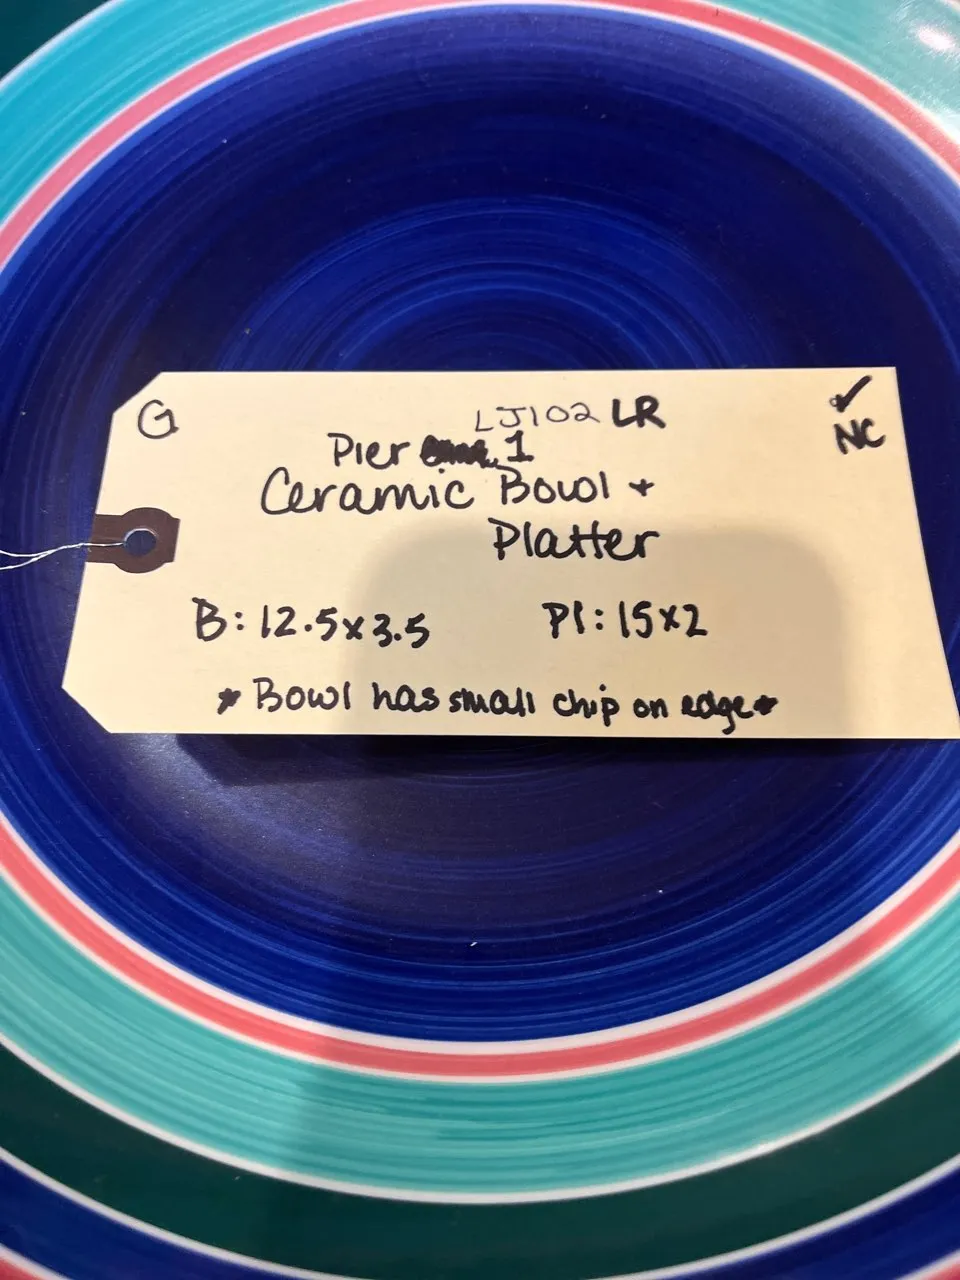 G
LJ102 LR
✓
NC
Pier 1
Ceramic Bowl +
Platter
B: 12.5x3.5 Pl: 15x2
* Bowl has small chip on edge *